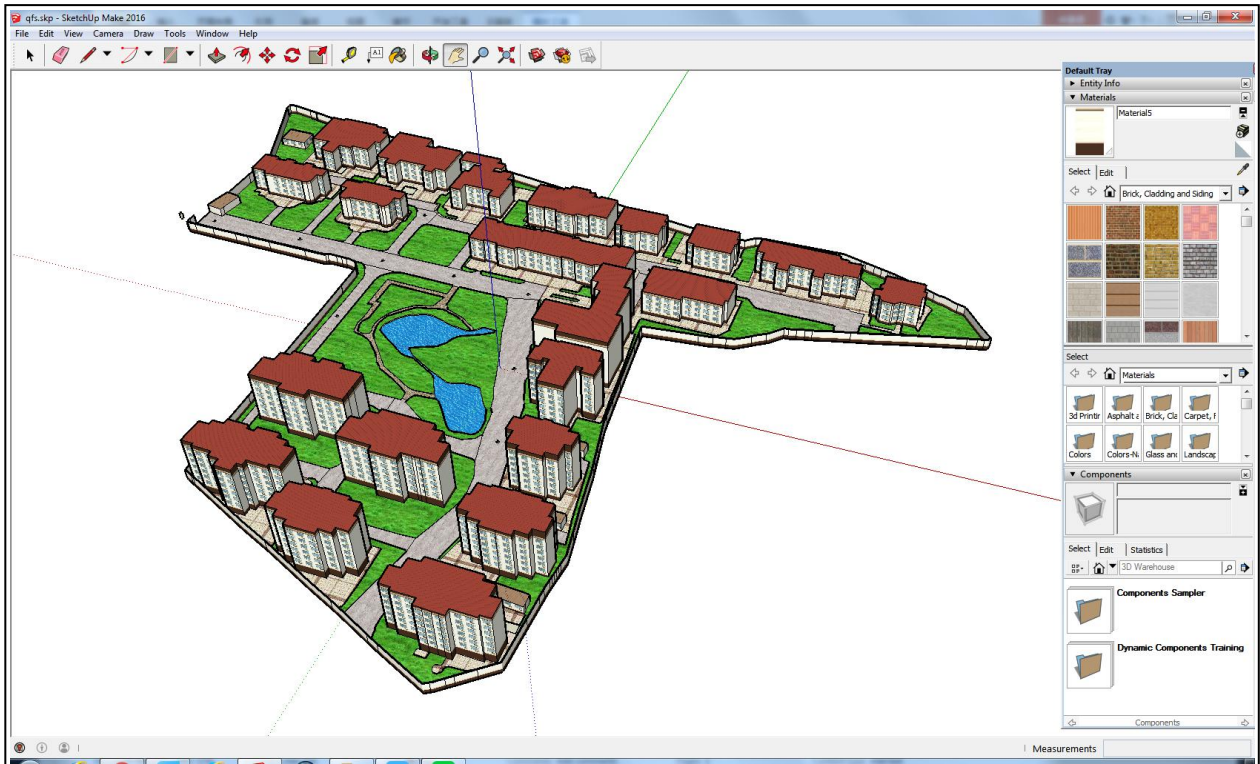 qfs.skp - SketchUp Make 2016
File Edit View Camera Draw Tools Window Help
Default Tray
Entity Info
Materials
Material5
Select Edit
Brick, Cladding and Siding
Select
Materials
3d Printir Asphalt a Brick, Cla Carpet, F
Colors Colors-Na Glass and Landscap
Components
Select Edit Statistics
3D Warehouse
Components Sampler
Dynamic Components Training
Components
Measurements